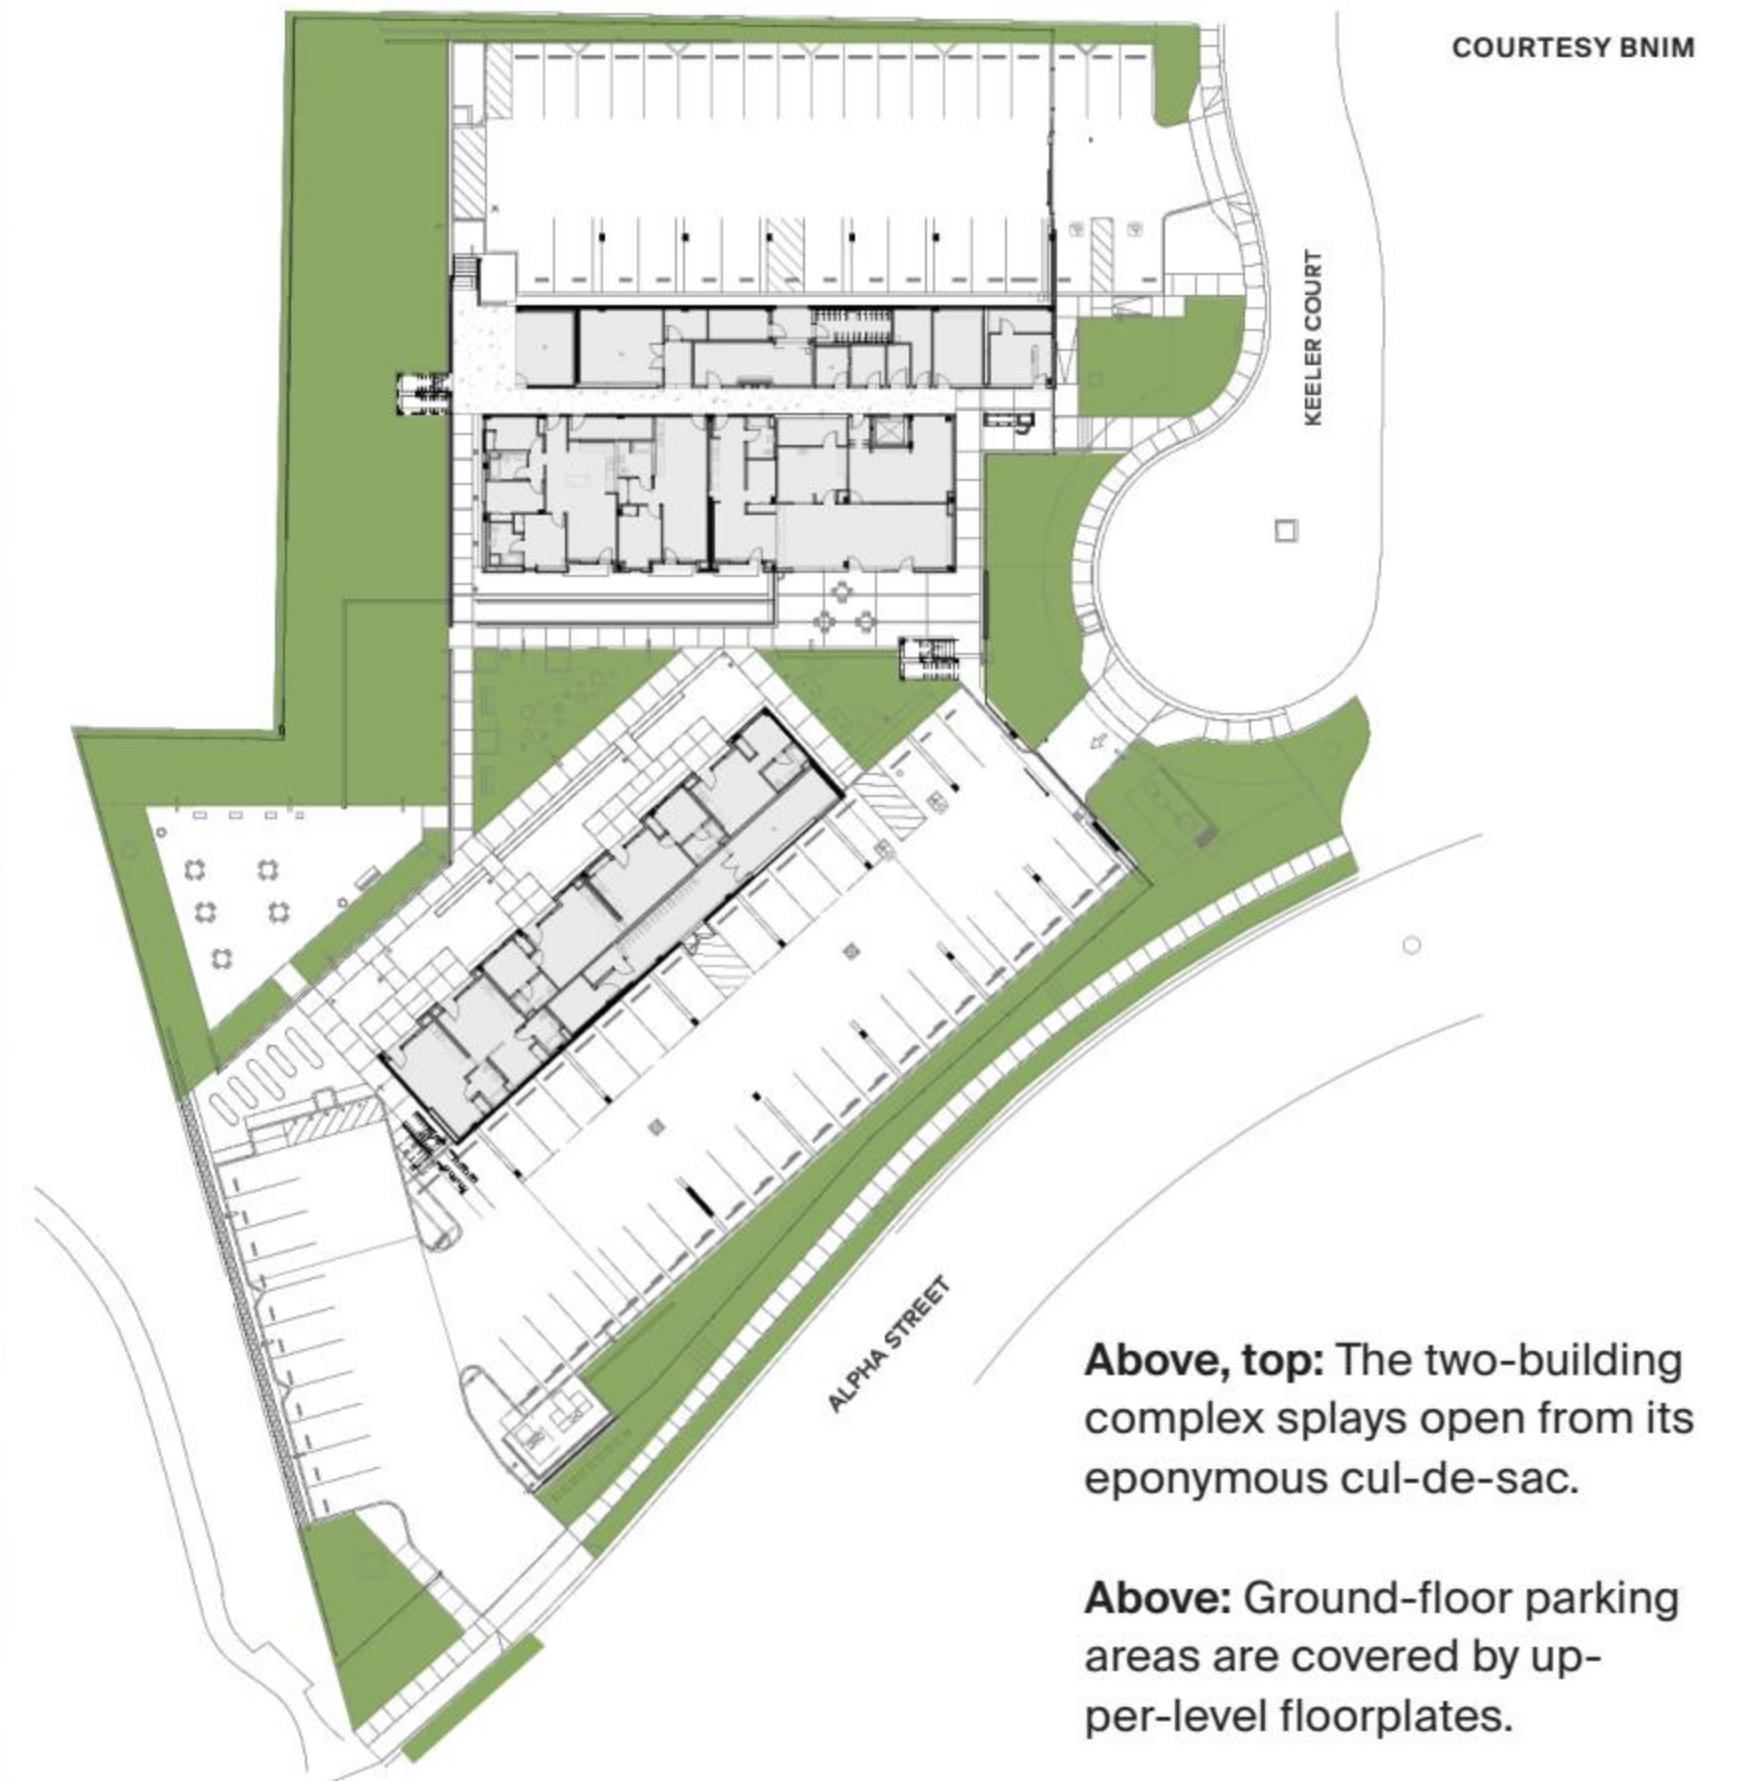 COURTESY BNIM
KEELER COURT
ALPHA STREET
Above, top: The two-building
complex splays open from its
eponymous cul-de-sac.
Above: Ground-floor parking
areas are covered by up-
per-level floorplates.